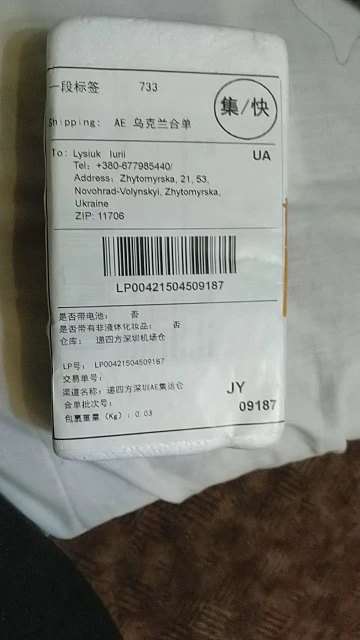 一段标签 733
集/快
Shipping: AE 乌克兰合单
To: Lysiuk Iurii
UA
Tel: +380-677985440/
Address: Zhytomyrska, 21, 53,
Novohrad-Volynskyi, Zhytomyrska,
Ukraine
ZIP: 11706
LP00421504509187
是否带电池: 否
是否带有非液体化妆品: 否
仓库: 递四方深圳机场仓
LP号: LP00421504509187
交易单号:
渠道名称: 递四方深圳AE集运仓
JY
合单批次号:
09187
包裹重量 (Kg) : 0.03